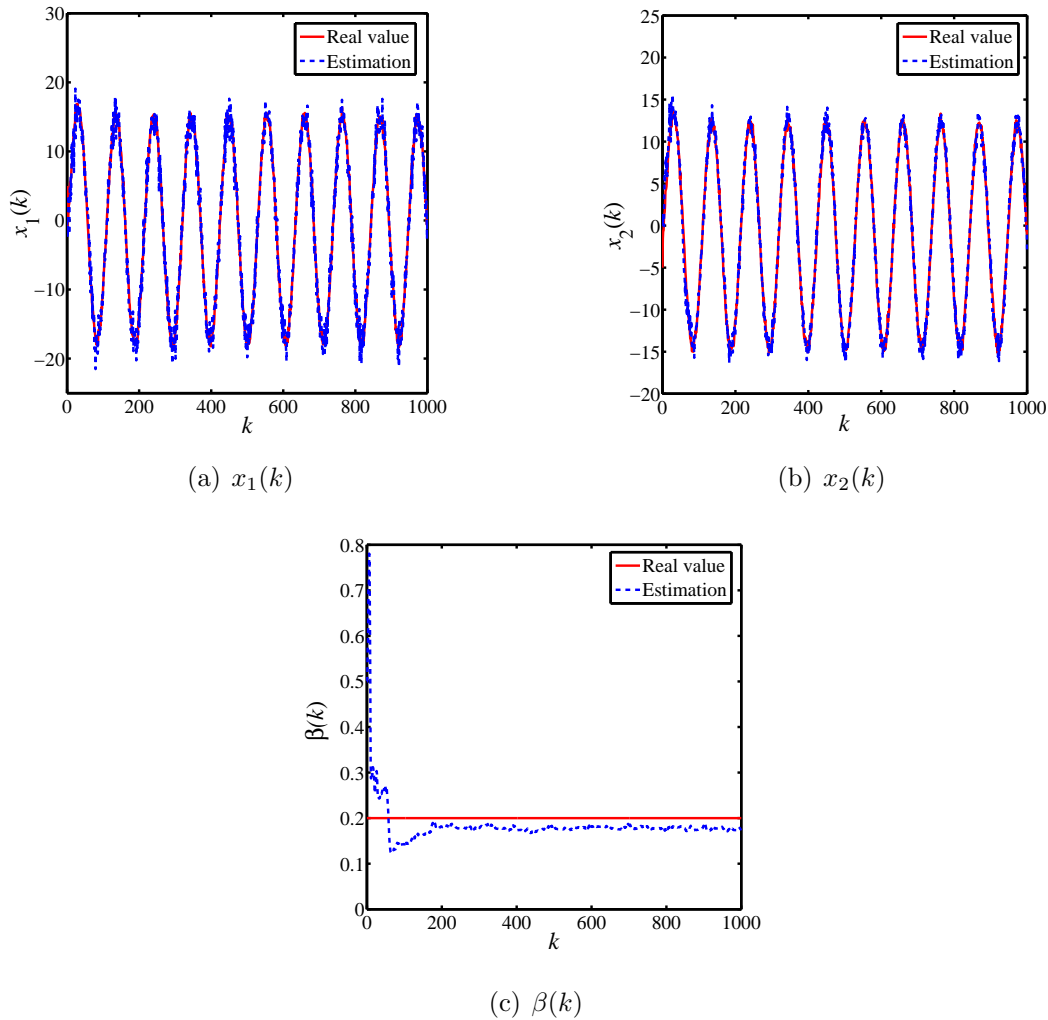 30
20
10
0
−10
−20
0 200 400 600 800 1000
x₁(k)
k
Real value
Estimation
(a) x₁(k)
25
20
15
10
5
0
−5
−10
−15
−20
0 200 400 600 800 1000
x₂(k)
k
Real value
Estimation
(b) x₂(k)
0.8
0.7
0.6
0.5
0.4
0.3
0.2
0.1
0
0 200 400 600 800 1000
β(k)
k
Real value
Estimation
(c) β(k)